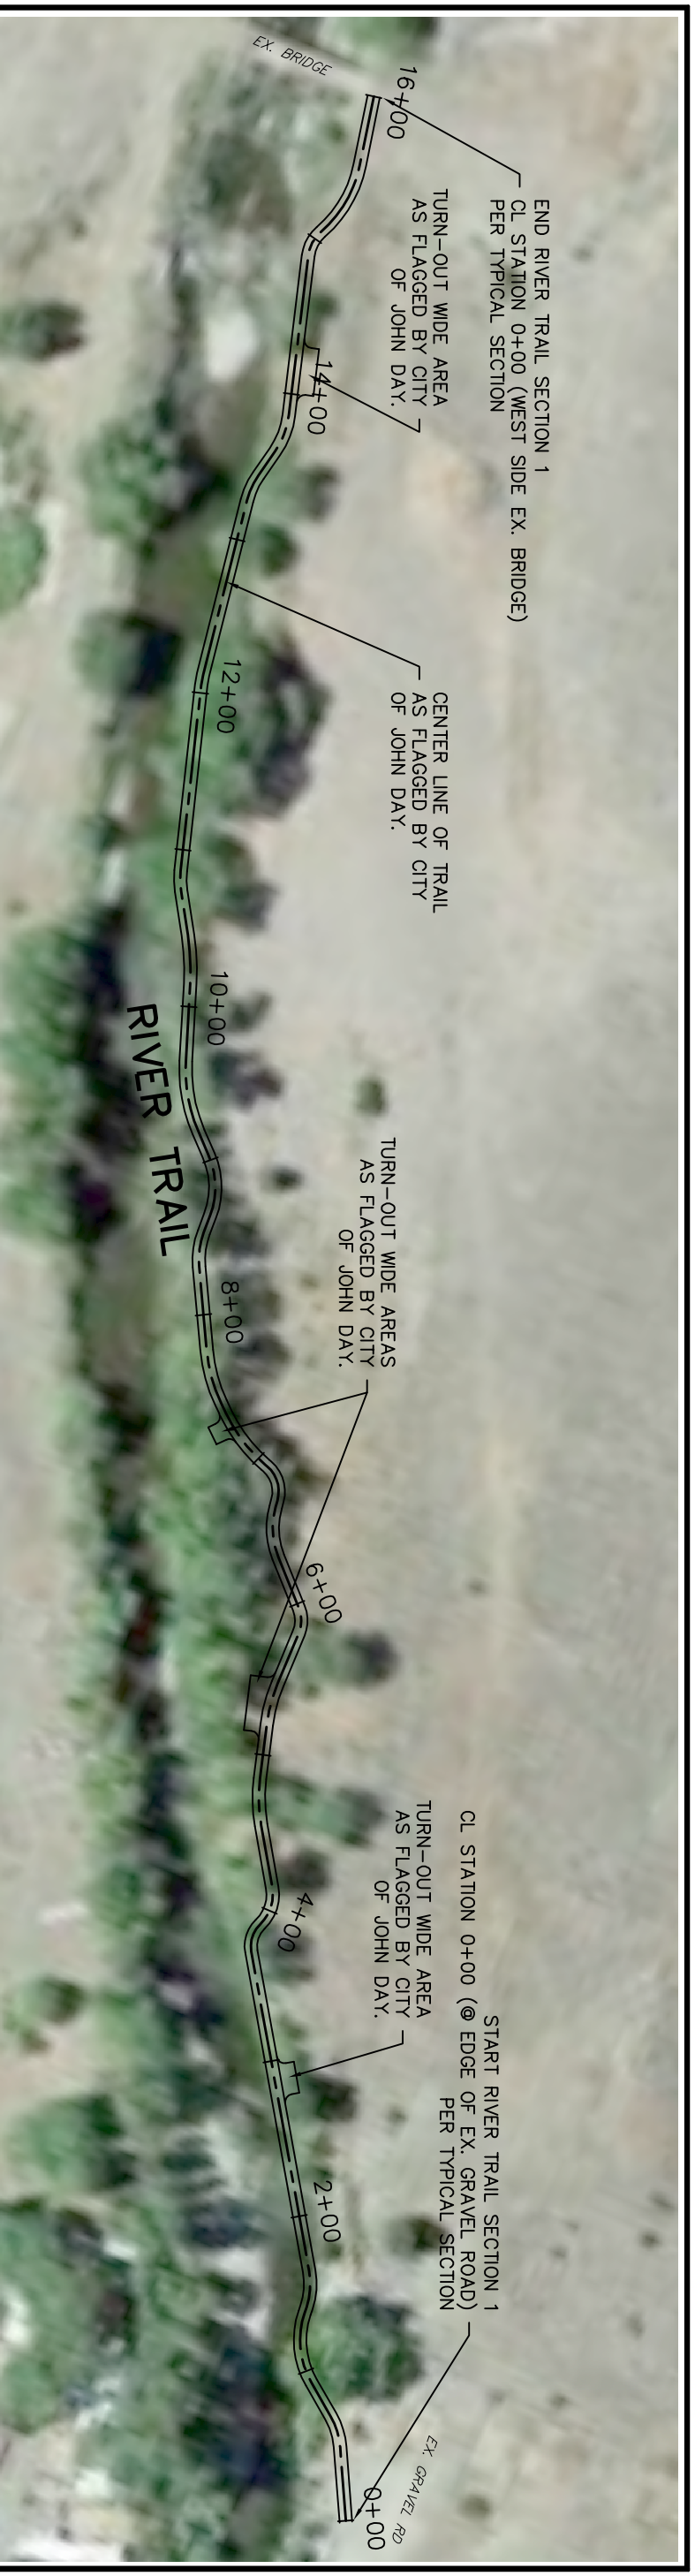 EX. BRIDGE
16+00
END RIVER TRAIL SECTION 1
CL STATION 0+00 (WEST SIDE EX. BRIDGE)
PER TYPICAL SECTION
TURN-OUT WIDE AREA
AS FLAGGED BY CITY
OF JOHN DAY.
14+00
CENTER LINE OF TRAIL
AS FLAGGED BY CITY
OF JOHN DAY.
12+00
10+00
RIVER TRAIL
TURN-OUT WIDE AREAS
AS FLAGGED BY CITY
OF JOHN DAY.
8+00
6+00
TURN-OUT WIDE AREA
AS FLAGGED BY CITY
OF JOHN DAY.
4+00
START RIVER TRAIL SECTION 1
CL STATION 0+00 (@ EDGE OF EX. GRAVEL ROAD)
PER TYPICAL SECTION
2+00
EX. GRAVEL RD
0+00